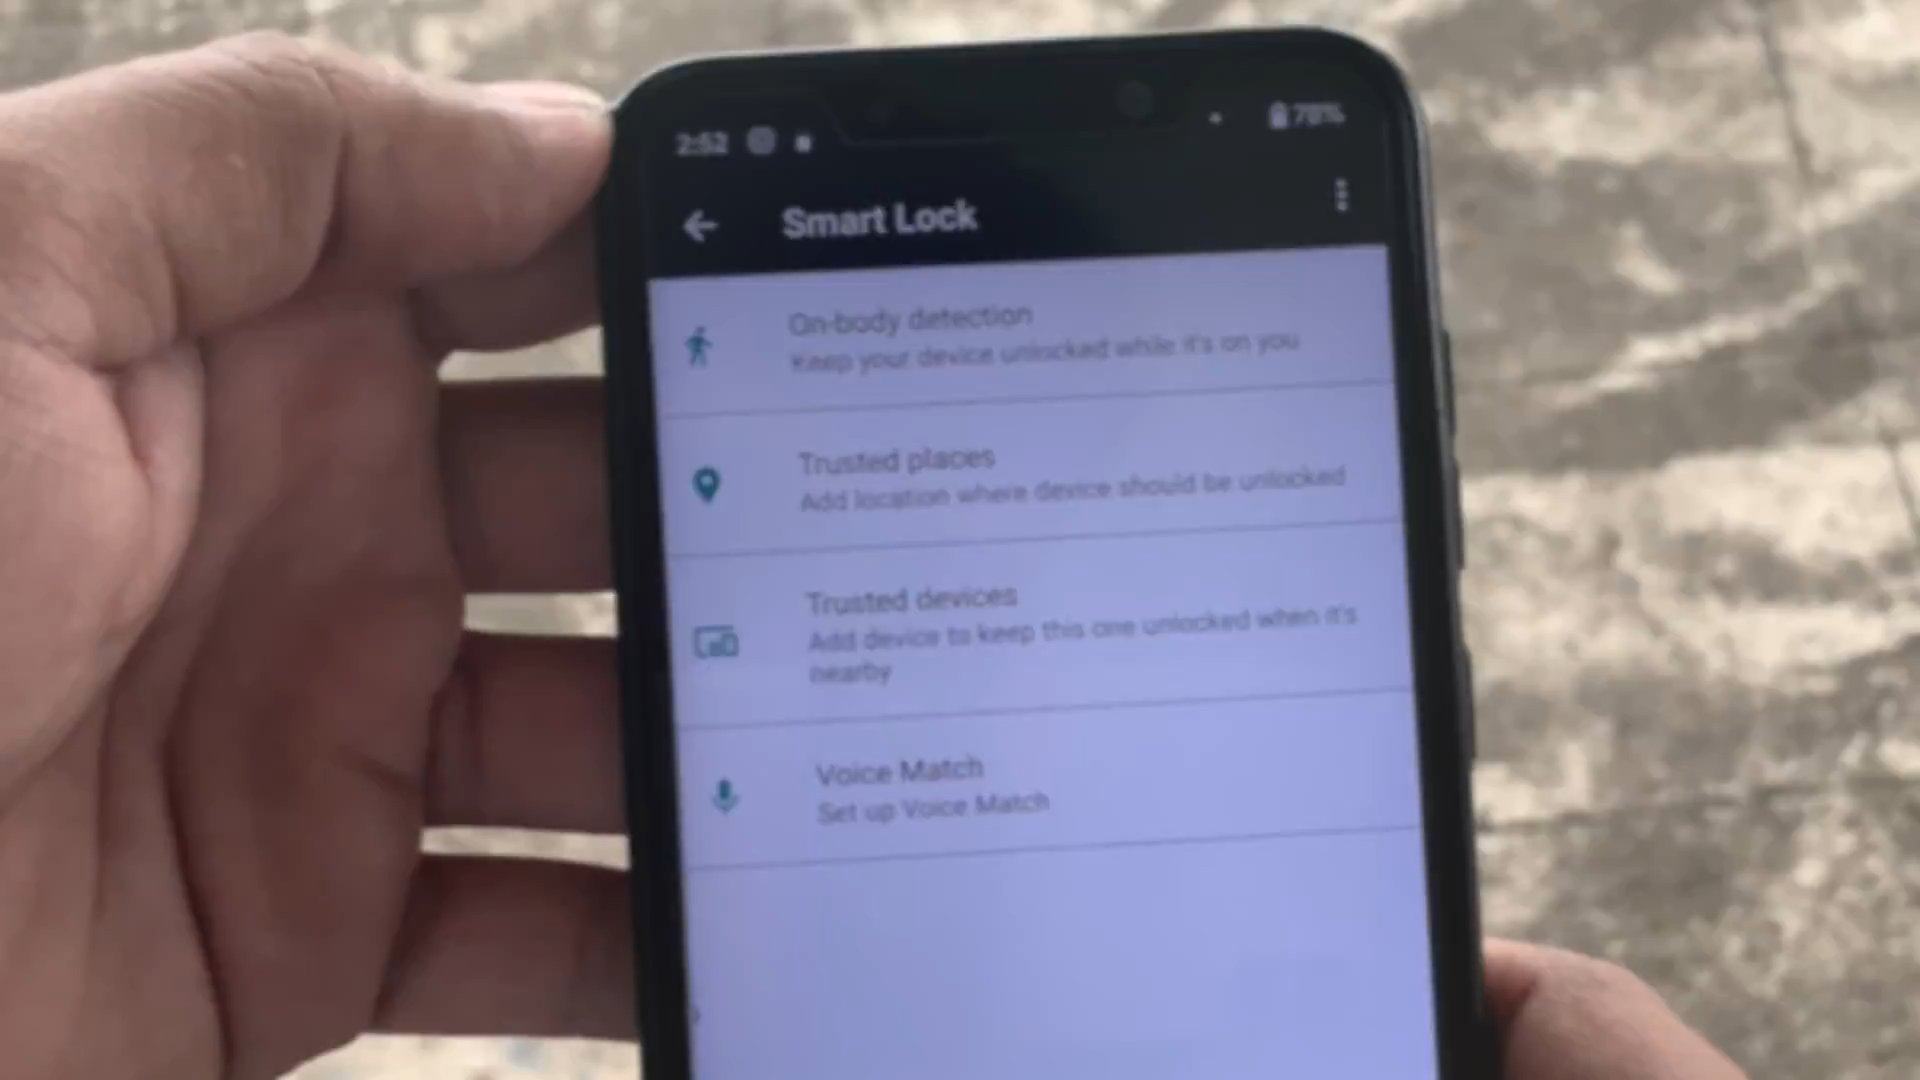 2:52
78%
Smart Lock
On-body detection
Keep your device unlocked while it's on you
Trusted places
Add location where device should be unlocked
Trusted devices
Add device to keep this one unlocked when it's
nearby
Voice Match
Set up Voice Match